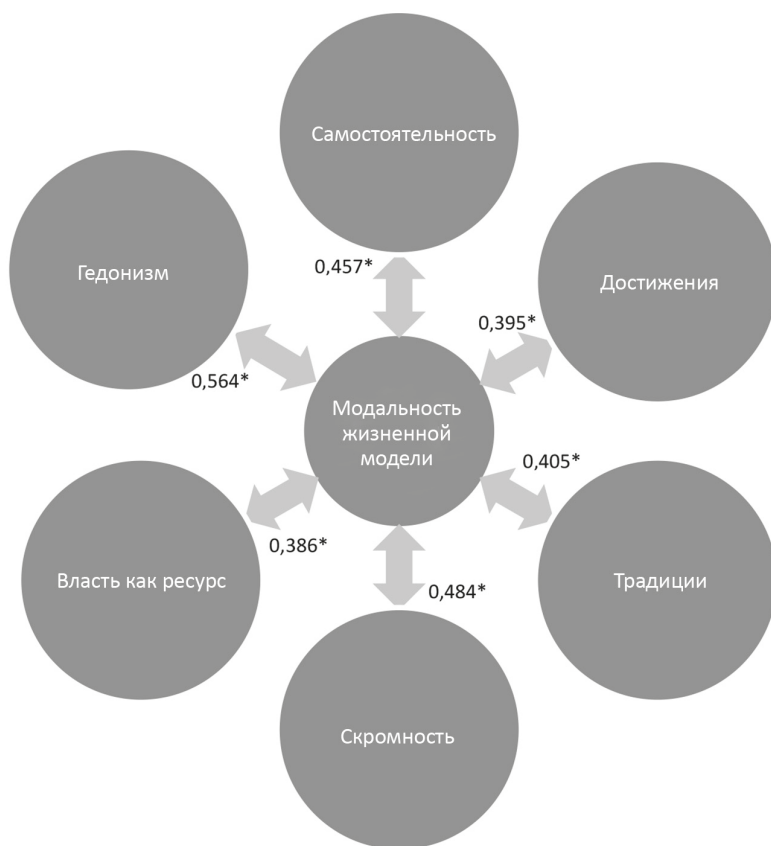 Самостоятельность
Гедонизм
0,457*
Достижения
0,395*
0,564*
Модальность
жизненной
модели
0,405*
0,386*
Власть как ресурс
0,484*
Традиции
Скромность